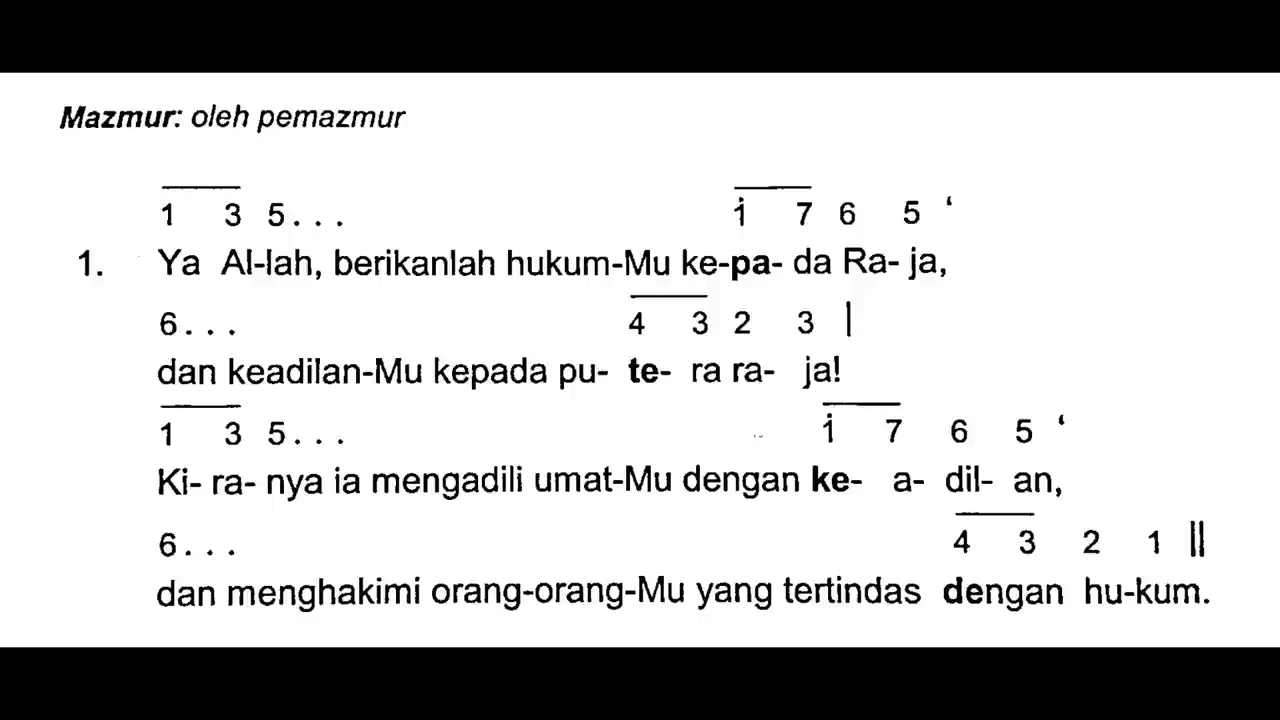 Mazmur: oleh pemazmur
1 3 5... i 7 6 5 ‘
1. Ya Al-lah, berikanlah hukum-Mu ke-pa- da Ra- ja,
6... 4 3 2 3 |
dan keadilan-Mu kepada pu- te- ra ra- ja!
1 3 5... i 7 6 5 ‘
Ki- ra- nya ia mengadili umat-Mu dengan ke- a- dil- an,
6... 4 3 2 1 ||
dan menghakimi orang-orang-Mu yang tertindas dengan hu-kum.